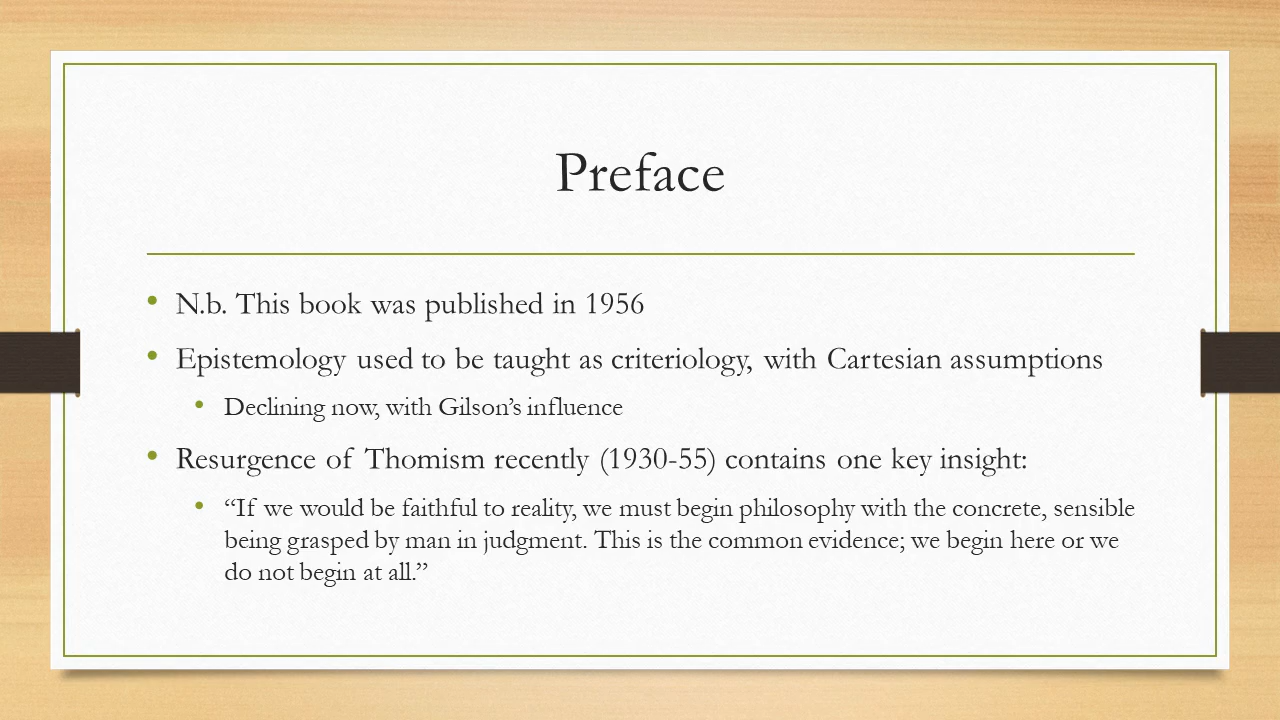 Preface
N.b. This book was published in 1956
Epistemology used to be taught as criteriology, with Cartesian assumptions
Declining now, with Gilson’s influence
Resurgence of Thomism recently (1930-55) contains one key insight:
“If we would be faithful to reality, we must begin philosophy with the concrete, sensible
being grasped by man in judgment. This is the common evidence; we begin here or we
do not begin at all.”